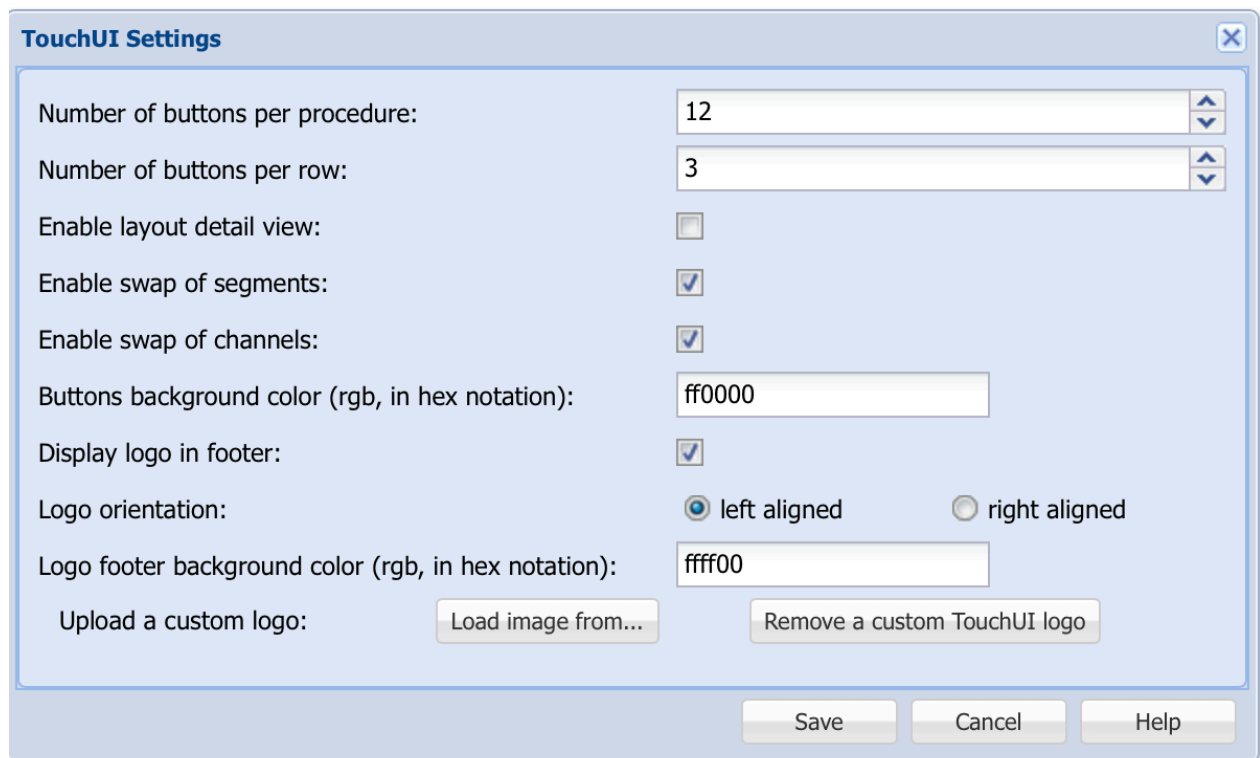 TouchUI Settings
Number of buttons per procedure: 12
Number of buttons per row: 3
Enable layout detail view:
Enable swap of segments:
Enable swap of channels:
Buttons background color (rgb, in hex notation): ff0000
Display logo in footer:
Logo orientation: left aligned right aligned
Logo footer background color (rgb, in hex notation): ffff00
Upload a custom logo: Load image from... Remove a custom TouchUI logo
Save Cancel Help